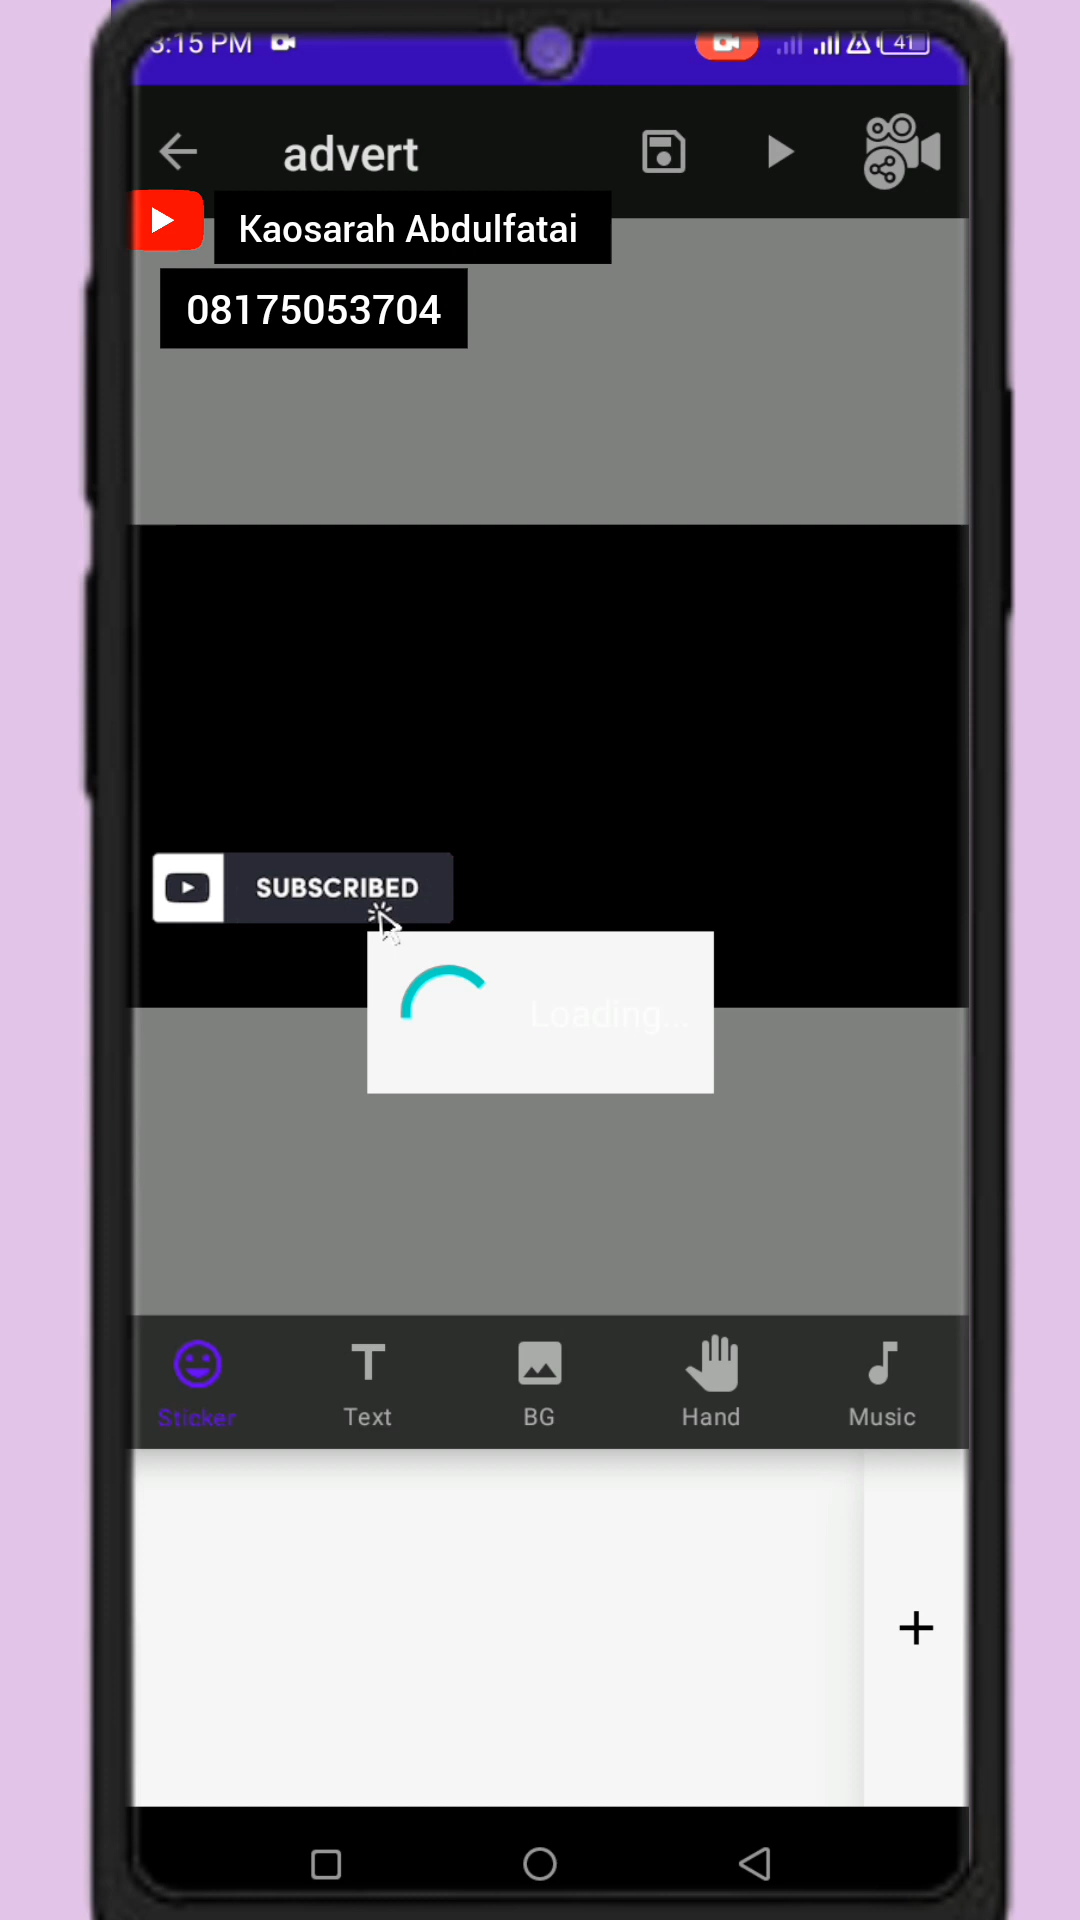 3:15 PM
41
advert
Kaosarah Abdulfatai
08175053704
SUBSCRIBED
Loading...
Sticker
Text
BG
Hand
Music